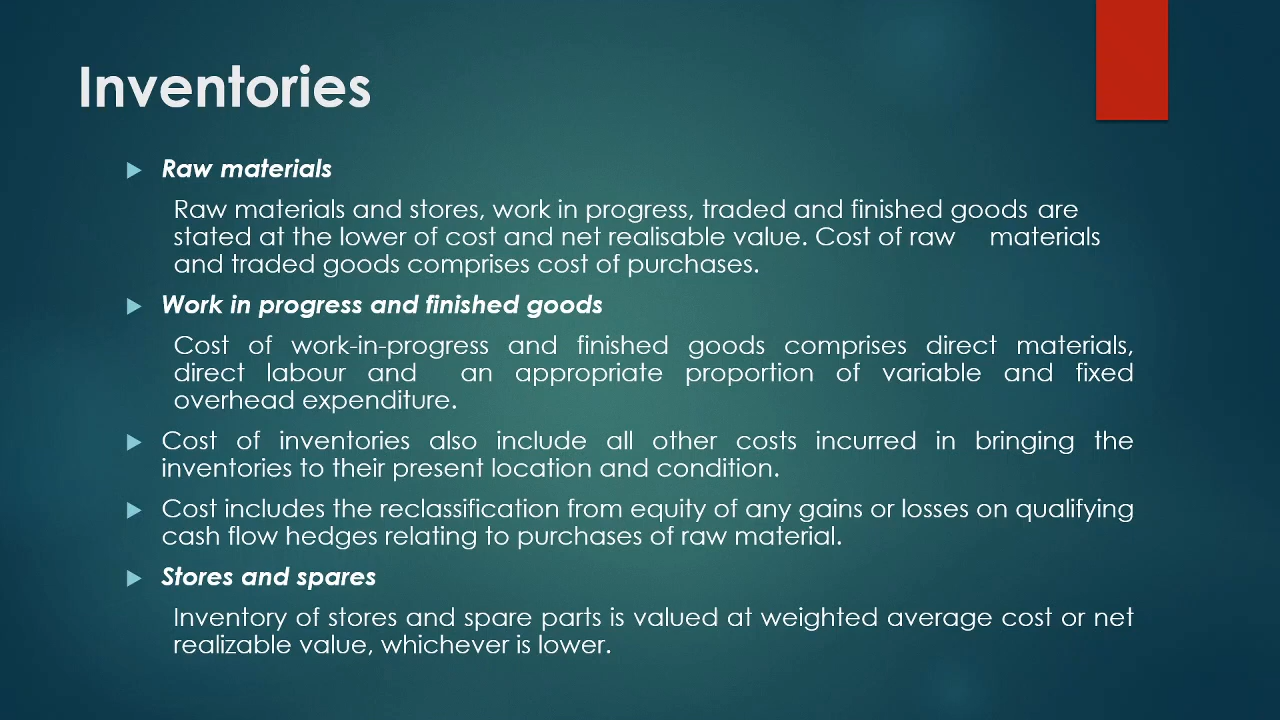 Inventories
Raw materials
Raw materials and stores, work in progress, traded and finished goods are
stated at the lower of cost and net realisable value. Cost of raw materials
and traded goods comprises cost of purchases.
Work in progress and finished goods
Cost of work-in-progress and finished goods comprises direct materials,
direct labour and an appropriate proportion of variable and fixed
overhead expenditure.
Cost of inventories also include all other costs incurred in bringing the
inventories to their present location and condition.
Cost includes the reclassification from equity of any gains or losses on qualifying
cash flow hedges relating to purchases of raw material.
Stores and spares
Inventory of stores and spare parts is valued at weighted average cost or net
realizable value, whichever is lower.